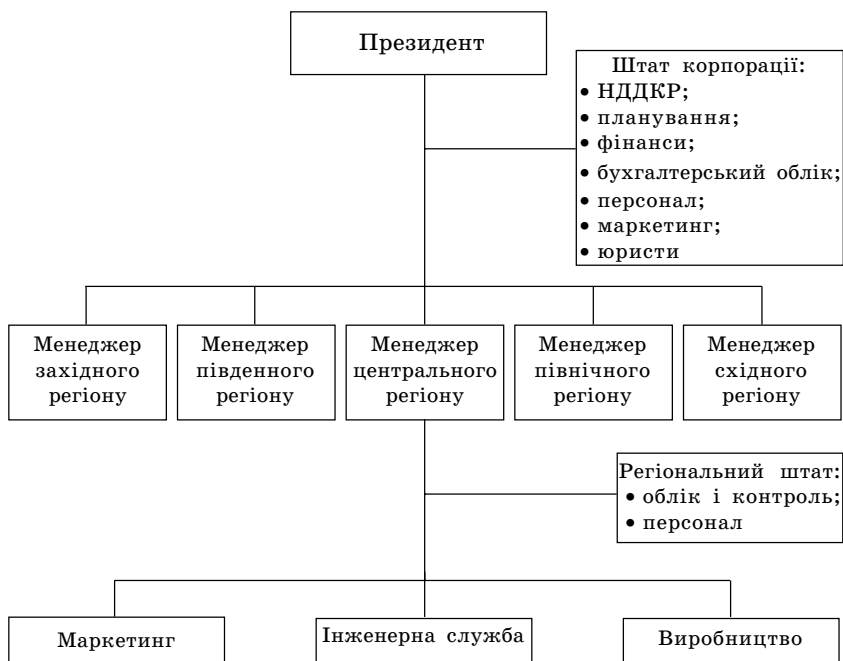 Президент
Штат корпорації:
• НДДКР;
• планування;
• фінанси;
• бухгалтерський облік;
• персонал;
• маркетинг;
• юристи
Менеджер
західного
регіону
Менеджер
південного
регіону
Менеджер
центрального
регіону
Менеджер
північного
регіону
Менеджер
східного
регіону
Регіональний штат:
• облік і контроль;
• персонал
Маркетинг
Інженерна служба
Виробництво